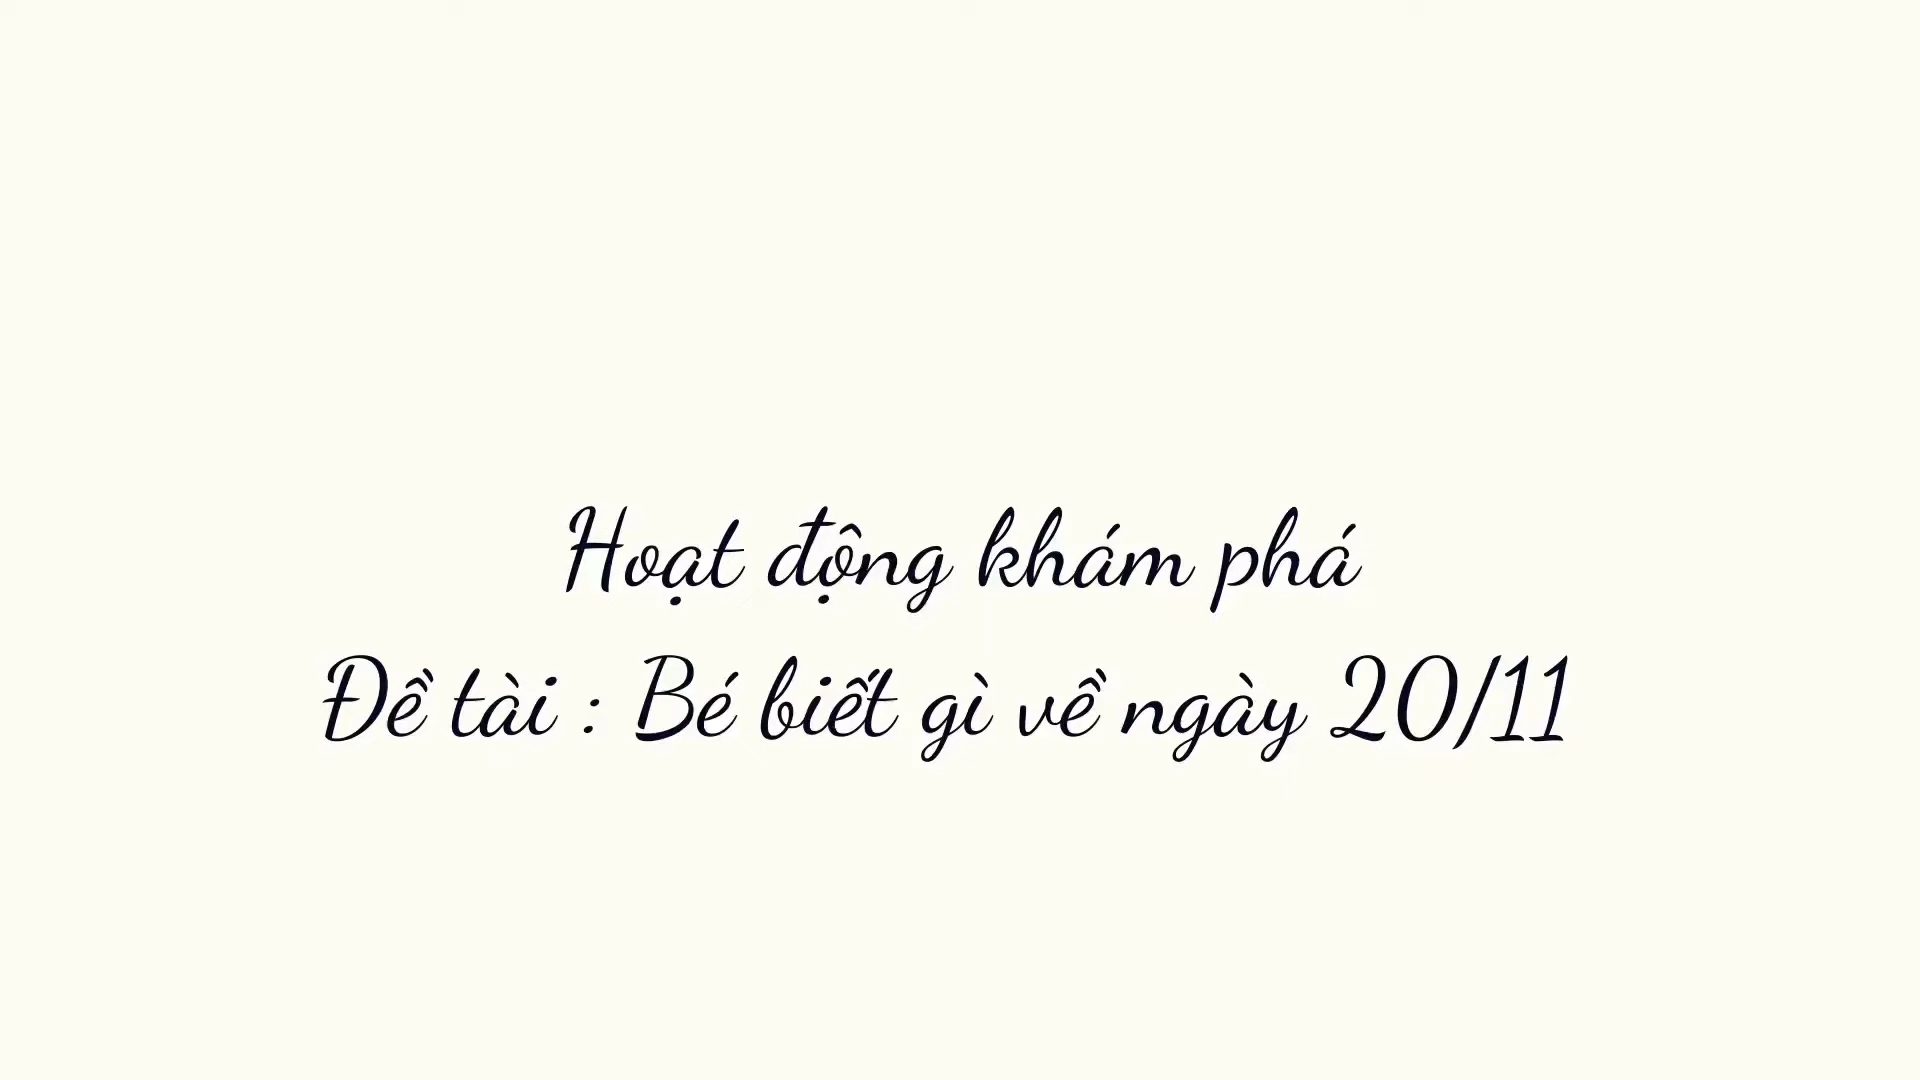 Hoạt động khám phá
Đề tài : Bé biết gì về ngày 20/11